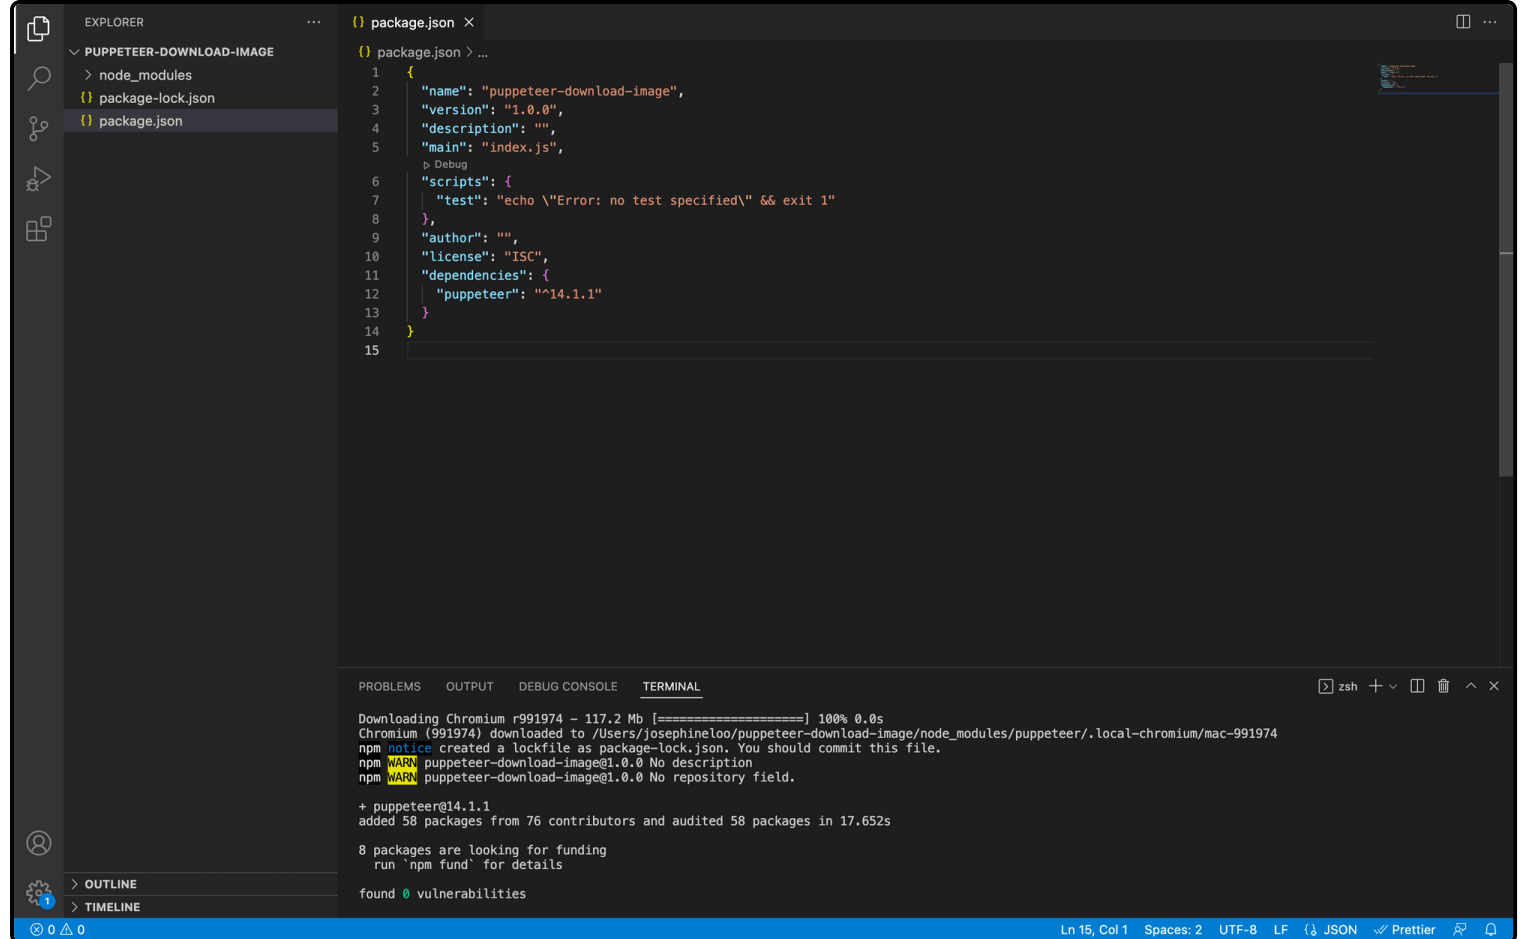 EXPLORER
PUPPETEER-DOWNLOAD-IMAGE
node_modules
{} package-lock.json
{} package.json
OUTLINE
TIMELINE
{} package.json
{} package.json > ...
1 {
2 "name": "puppeteer-download-image",
3 "version": "1.0.0",
4 "description": "",
5 "main": "index.js",
Debug
6 "scripts": {
7 "test": "echo \"Error: no test specified\" && exit 1"
8 },
9 "author": "",
10 "license": "ISC",
11 "dependencies": {
12 "puppeteer": "^14.1.1"
13 }
14 }
15
PROBLEMS OUTPUT DEBUG CONSOLE TERMINAL
zsh
Downloading Chromium r991974 - 117.2 Mb [====================] 100% 0.0s
Chromium (991974) downloaded to /Users/josephineloo/puppeteer-download-image/node_modules/puppeteer/.local-chromium/mac-991974
npm notice created a lockfile as package-lock.json. You should commit this file.
npm WARN puppeteer-download-image@1.0.0 No description
npm WARN puppeteer-download-image@1.0.0 No repository field.
+ puppeteer@14.1.1
added 58 packages from 76 contributors and audited 58 packages in 17.652s
8 packages are looking for funding
run `npm fund` for details
found 0 vulnerabilities
1
0 0
Ln 15, Col 1 Spaces: 2 UTF-8 LF {} JSON Prettier